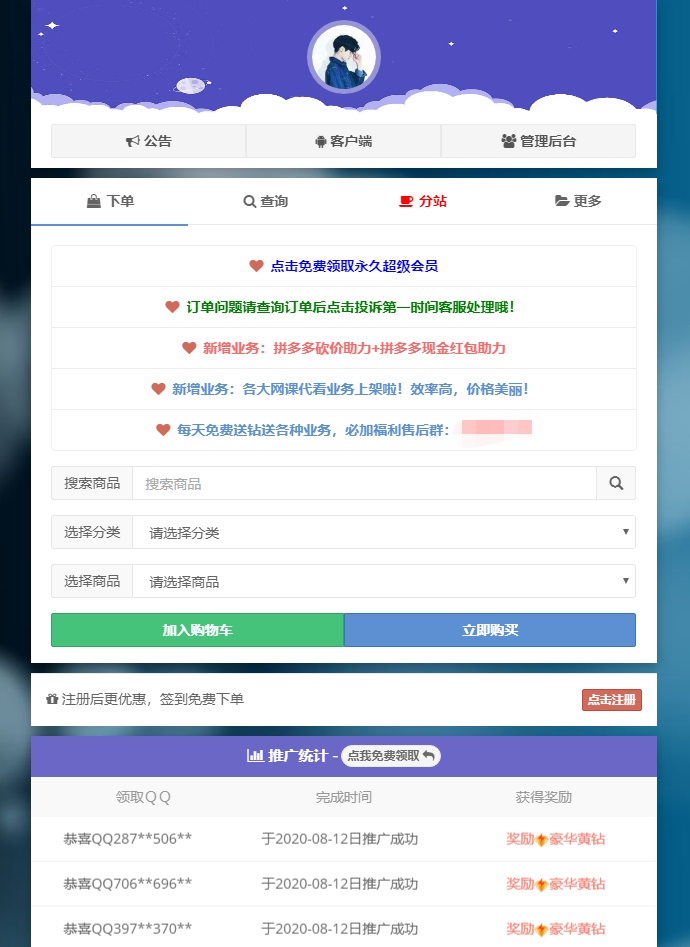 公告 客户端 管理后台
下单 查询 分站 更多
点击免费领取永久超级会员
订单问题请查询订单后点击投诉第一时间客服处理哦！
新增业务：拼多多砍价助力+拼多多现金红包助力
新增业务：各大网课代看业务上架啦！效率高，价格美丽！
每天免费送钻送各种业务，必加福利售后群：
搜索商品 搜索商品
选择分类 请选择分类
选择商品 请选择商品
加入购物车 立即购买
注册后更优惠，签到免费下单 点击注册
推广统计 - 点我免费领取
领取QQ 完成时间 获得奖励
恭喜QQ287**506** 于2020-08-12日推广成功 奖励豪华黄钻
恭喜QQ706**696** 于2020-08-12日推广成功 奖励豪华黄钻
恭喜QQ397**370** 于2020-08-12日推广成功 奖励豪华黄钻